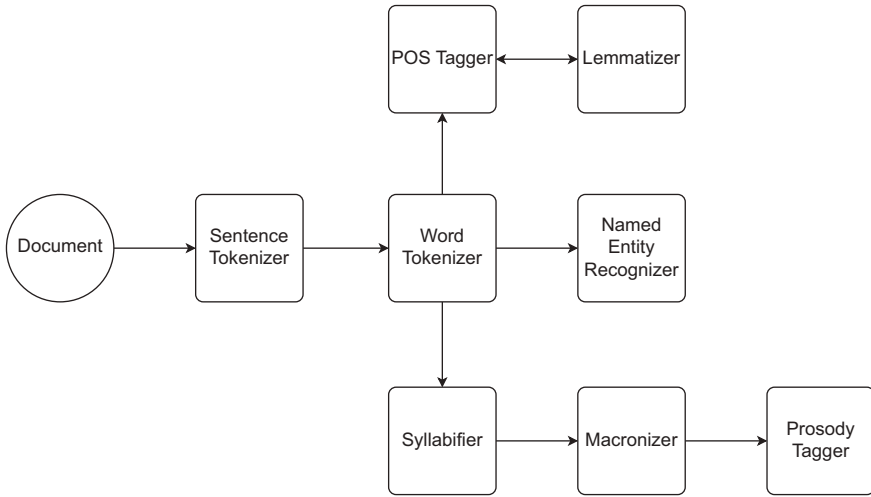 POS Tagger
Lemmatizer
Document
Sentence
Tokenizer
Word
Tokenizer
Named
Entity
Recognizer
Syllabifier
Macronizer
Prosody
Tagger